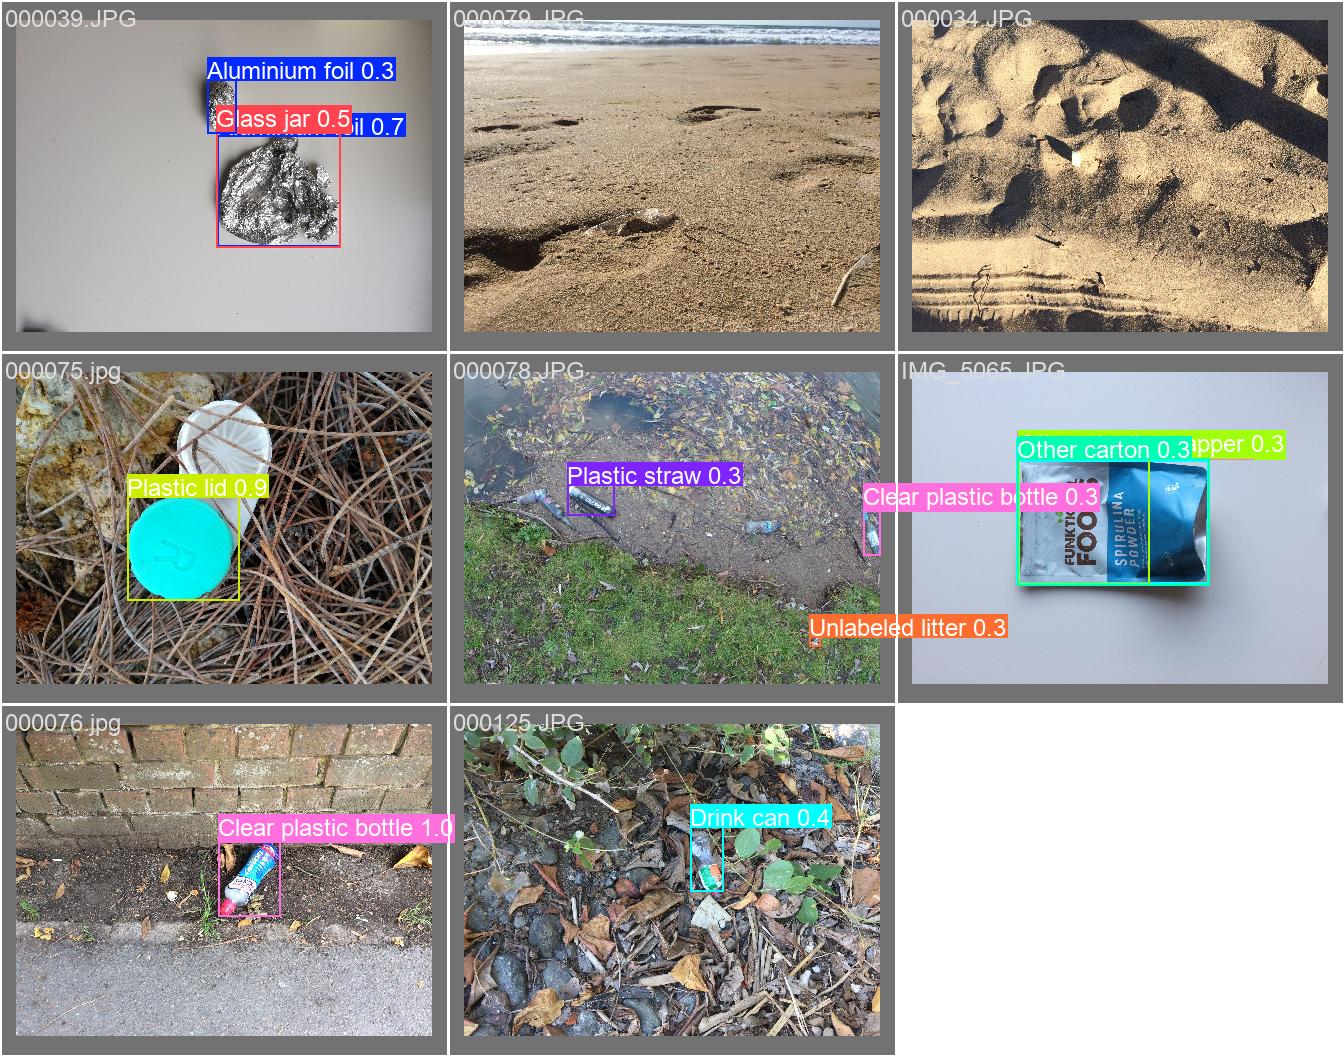 000039.JPG
Aluminium foil 0.3
Glass jar 0.5
oil 0.7
000079.JPG
000034.JPG
000075.jpg
Plastic lid 0.9
R
000078.JPG
Plastic straw 0.3
Clear plastic bottle 0.3
Unlabeled litter 0.3
IMG_5065.JPG
Other carton 0.3
apper 0.3
SPIRULINA
POWDER
000076.jpg
Clear plastic bottle 1.0
000125.JPG
Drink can 0.4